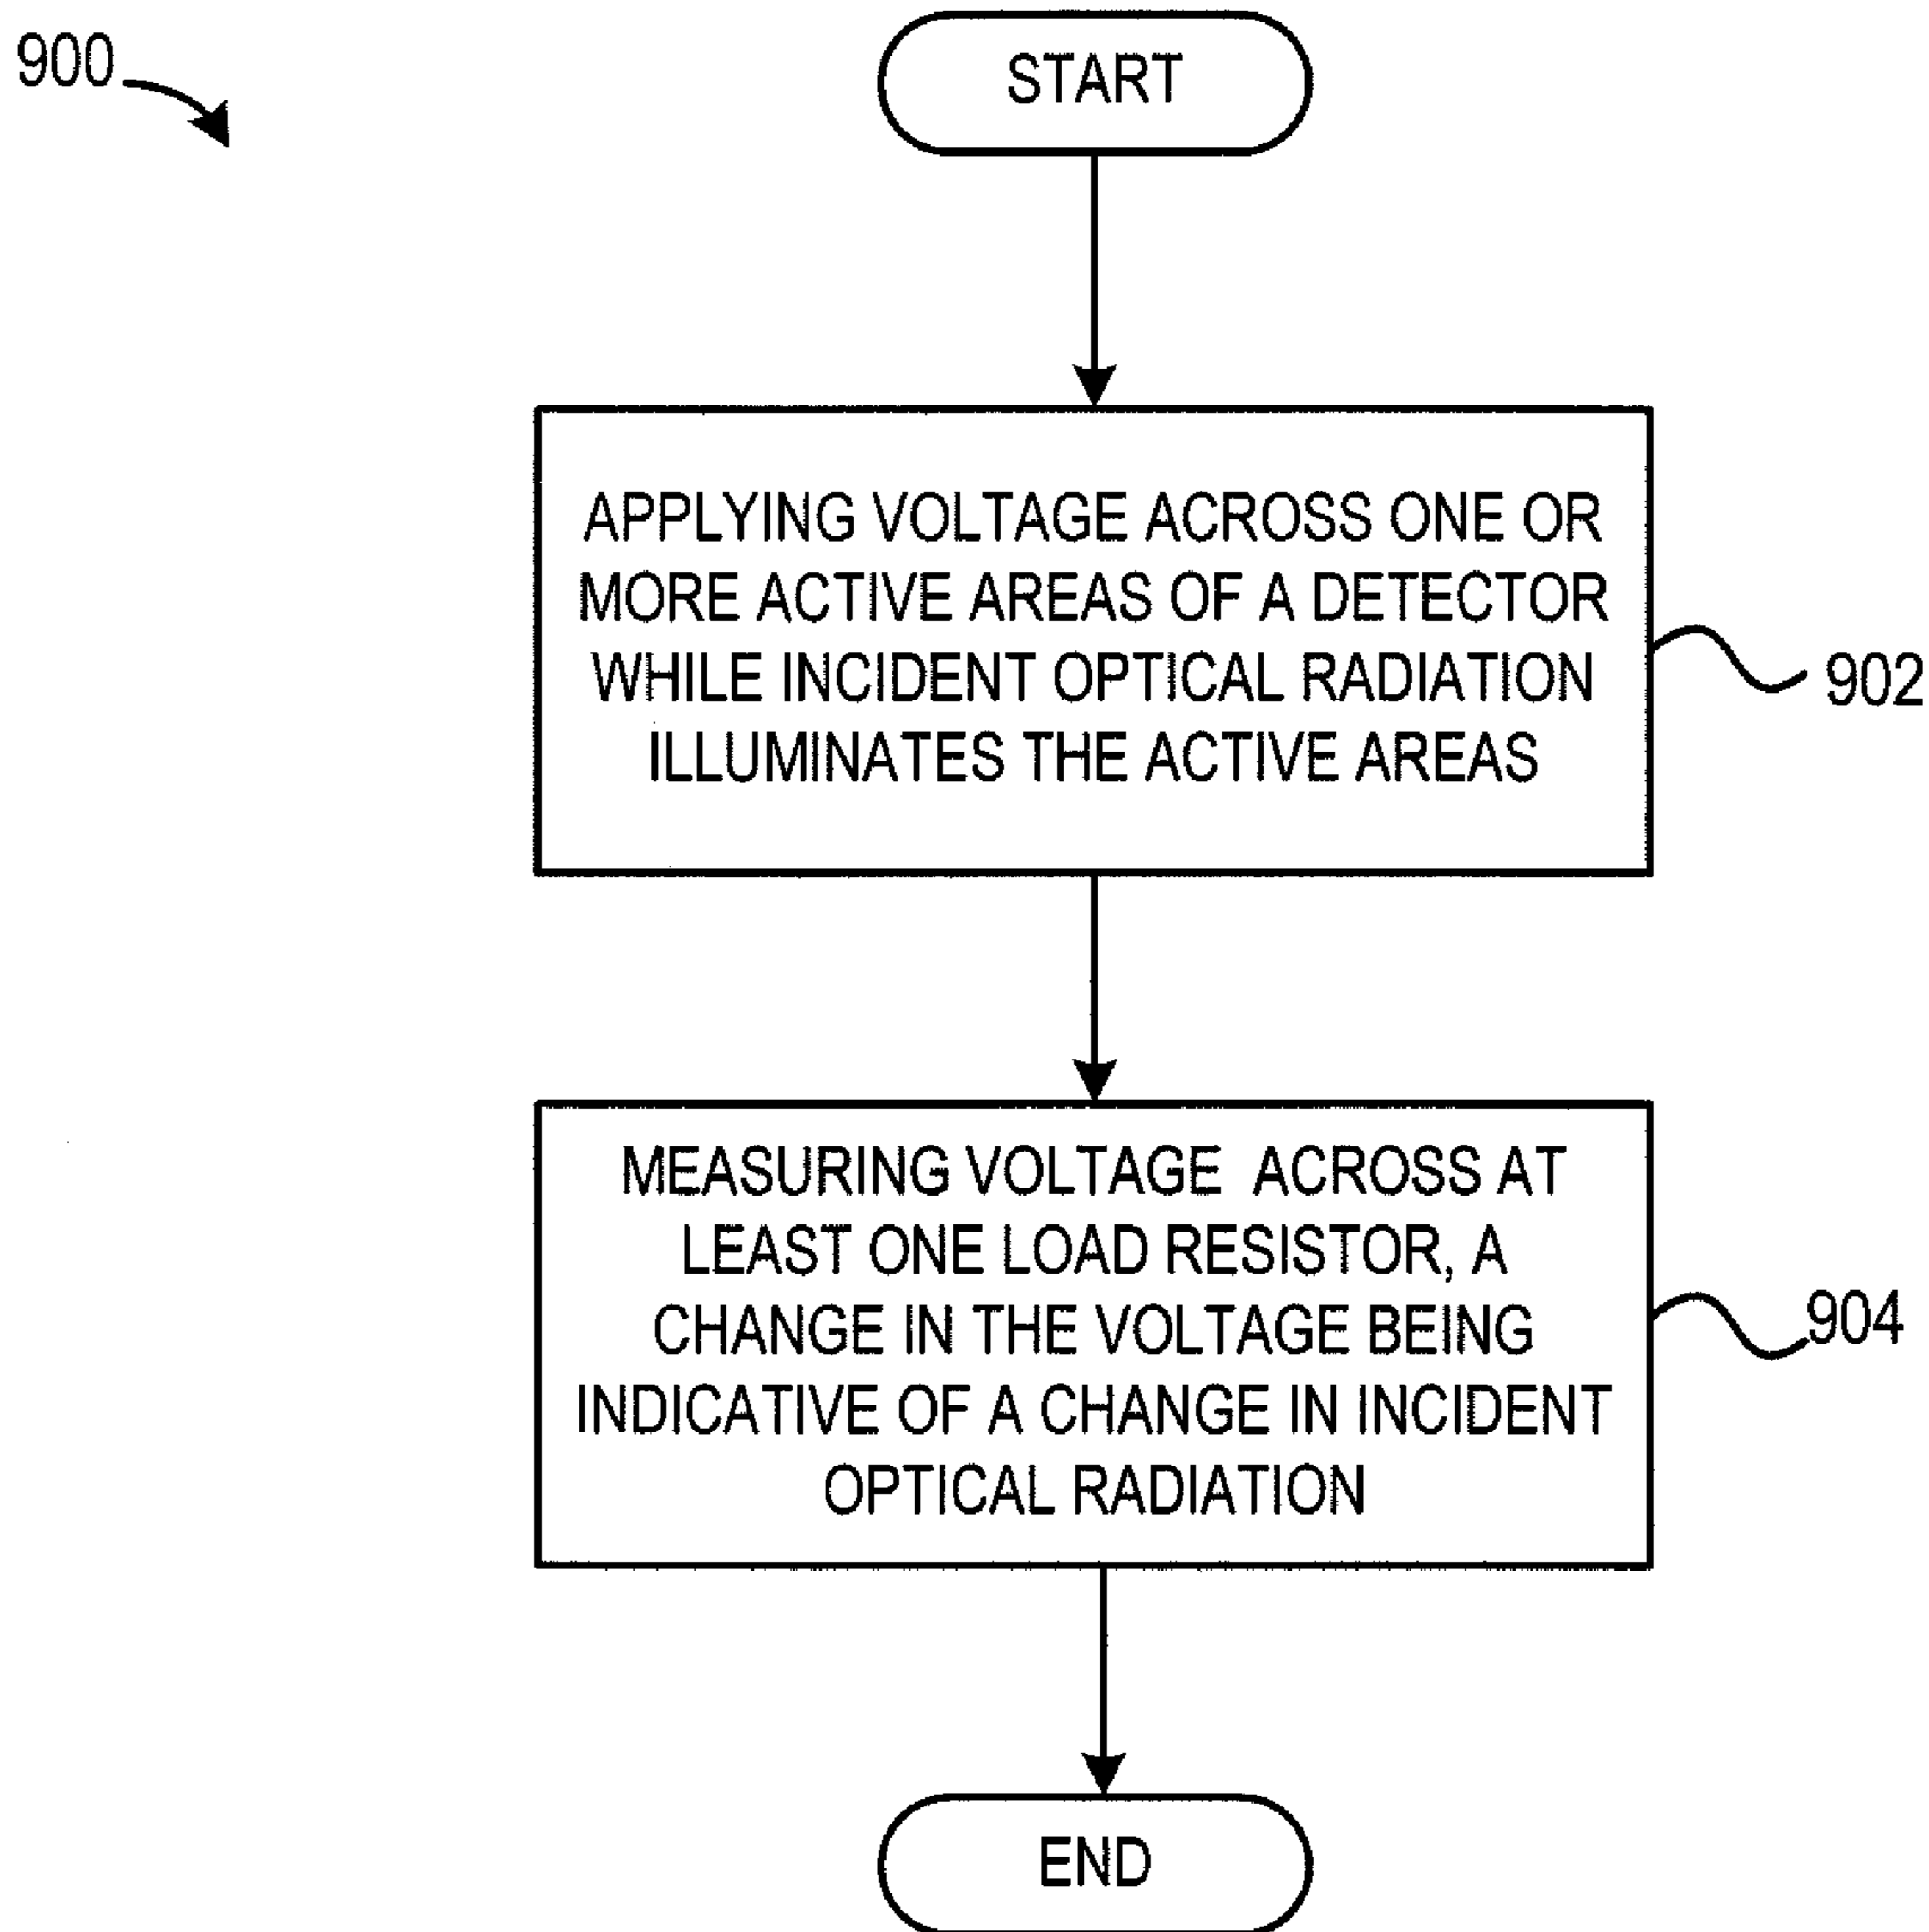 900
START
APPLYING VOLTAGE ACROSS ONE OR
MORE ACTIVE AREAS OF A DETECTOR
WHILE INCIDENT OPTICAL RADIATION
ILLUMINATES THE ACTIVE AREAS
902
MEASURING VOLTAGE ACROSS AT
LEAST ONE LOAD RESISTOR, A
CHANGE IN THE VOLTAGE BEING
INDICATIVE OF A CHANGE IN INCIDENT
OPTICAL RADIATION
904
END